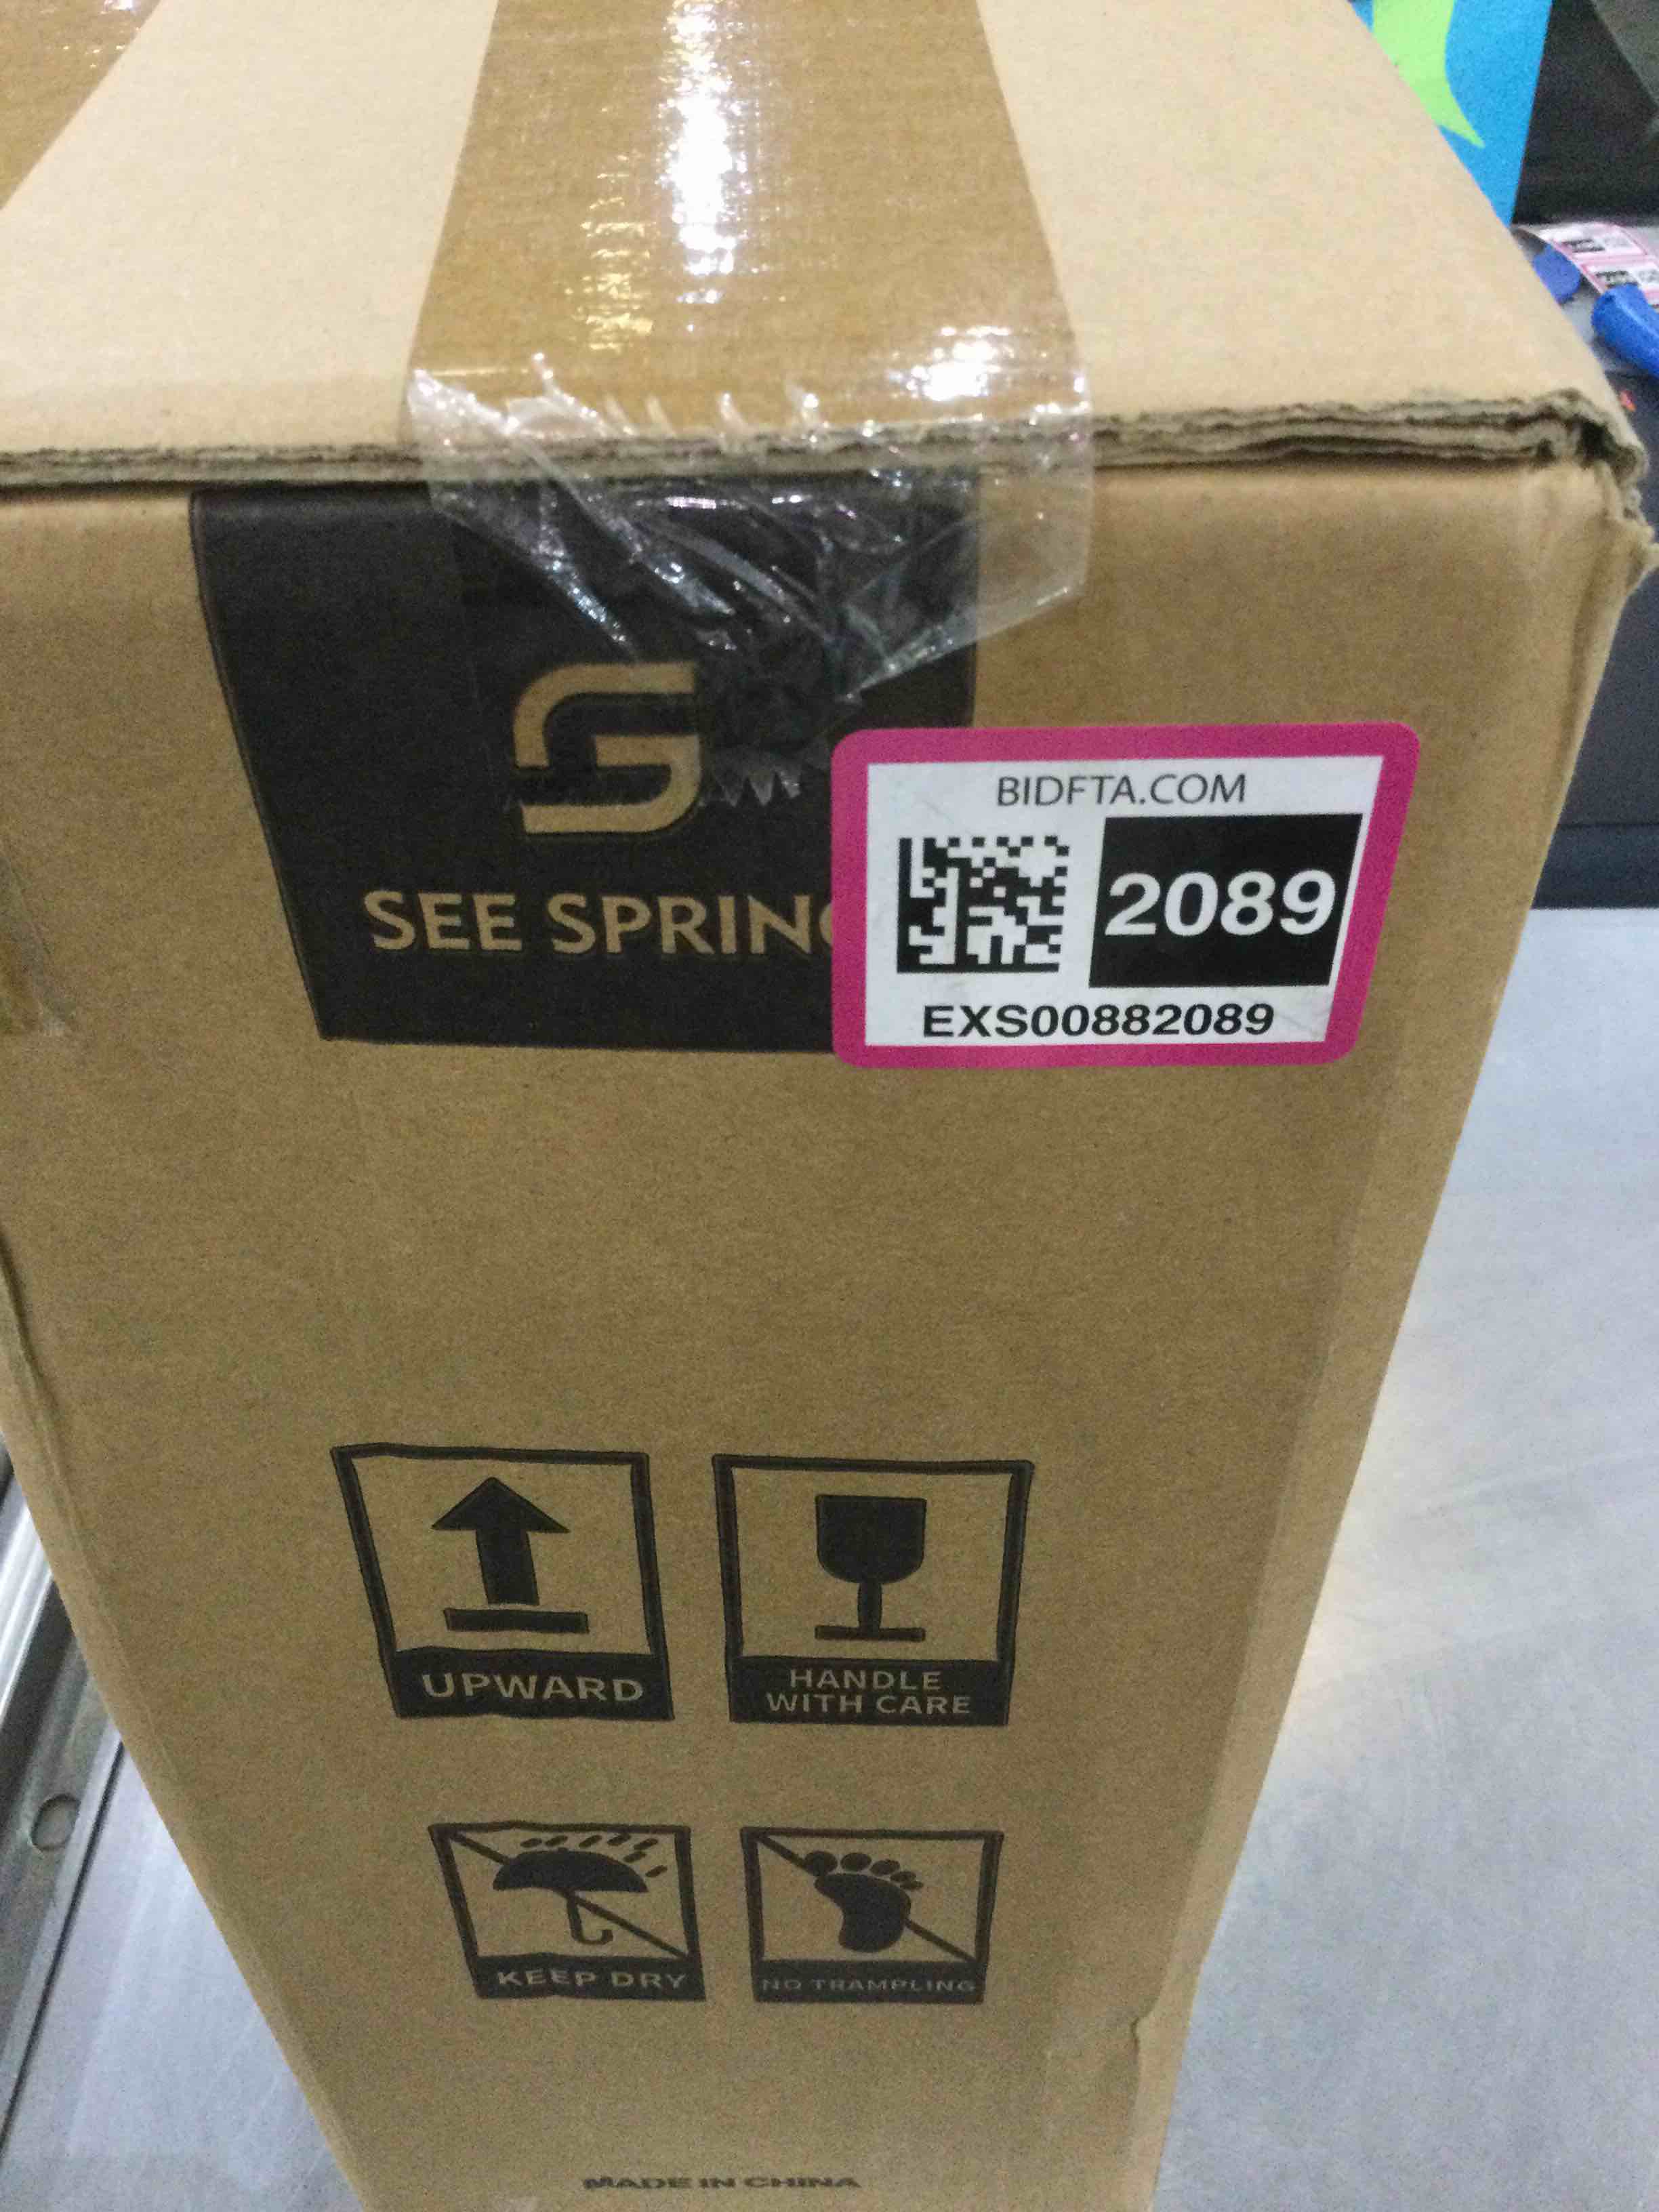 SEE SPRIN
BIDFTA.COM
2089
EXS00882089
UPWARD
HANDLE
WITH CARE
KEEP DRY
NO TRAMPLING
MADE IN CHINA